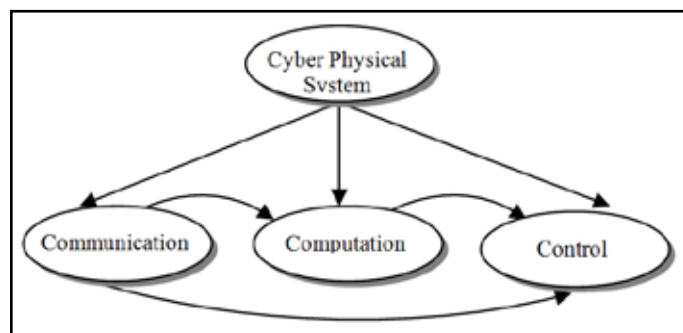 Cyber Physical
System
Communication
Computation
Control